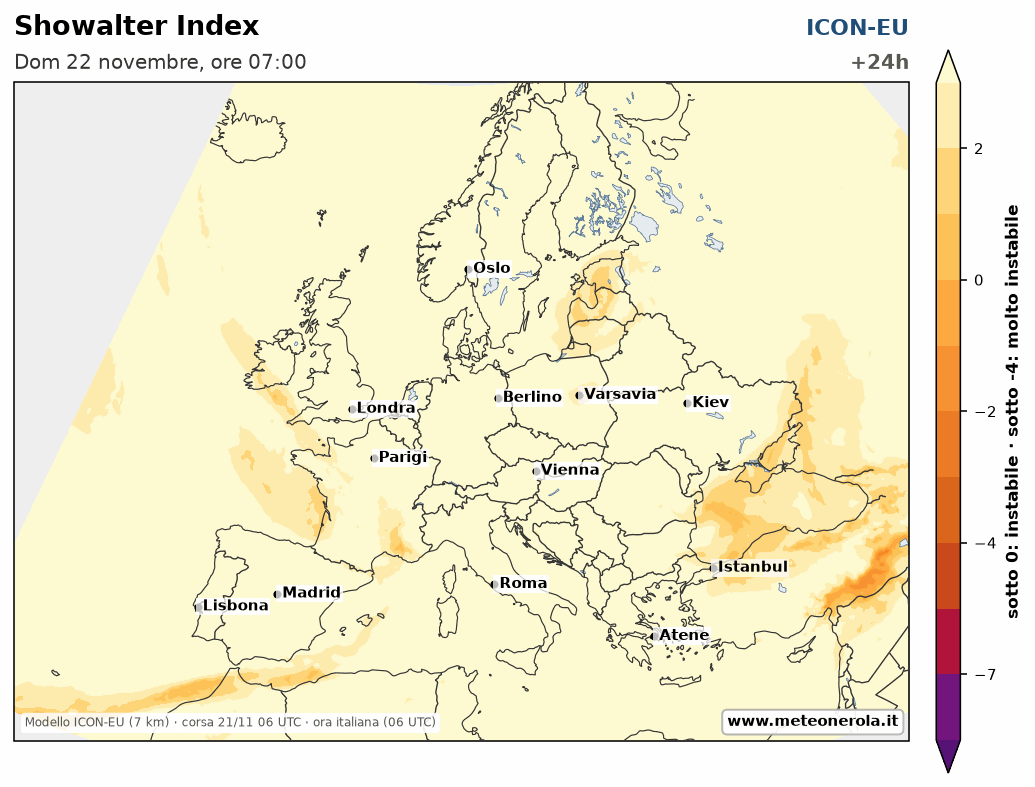 Showalter Index
ICON-EU
Dom 22 novembre, ore 07:00
+24h
Oslo
Londra
Berlino
Varsavia
Kiev
Parigi
Vienna
Istanbul
Roma
Madrid
Lisbona
Atene
Modello ICON-EU (7 km) · corsa 21/11 06 UTC · ora italiana (06 UTC)
www.meteonerola.it
2
0
−2
−4
−7
sotto 0: instabile · sotto -4: molto instabile